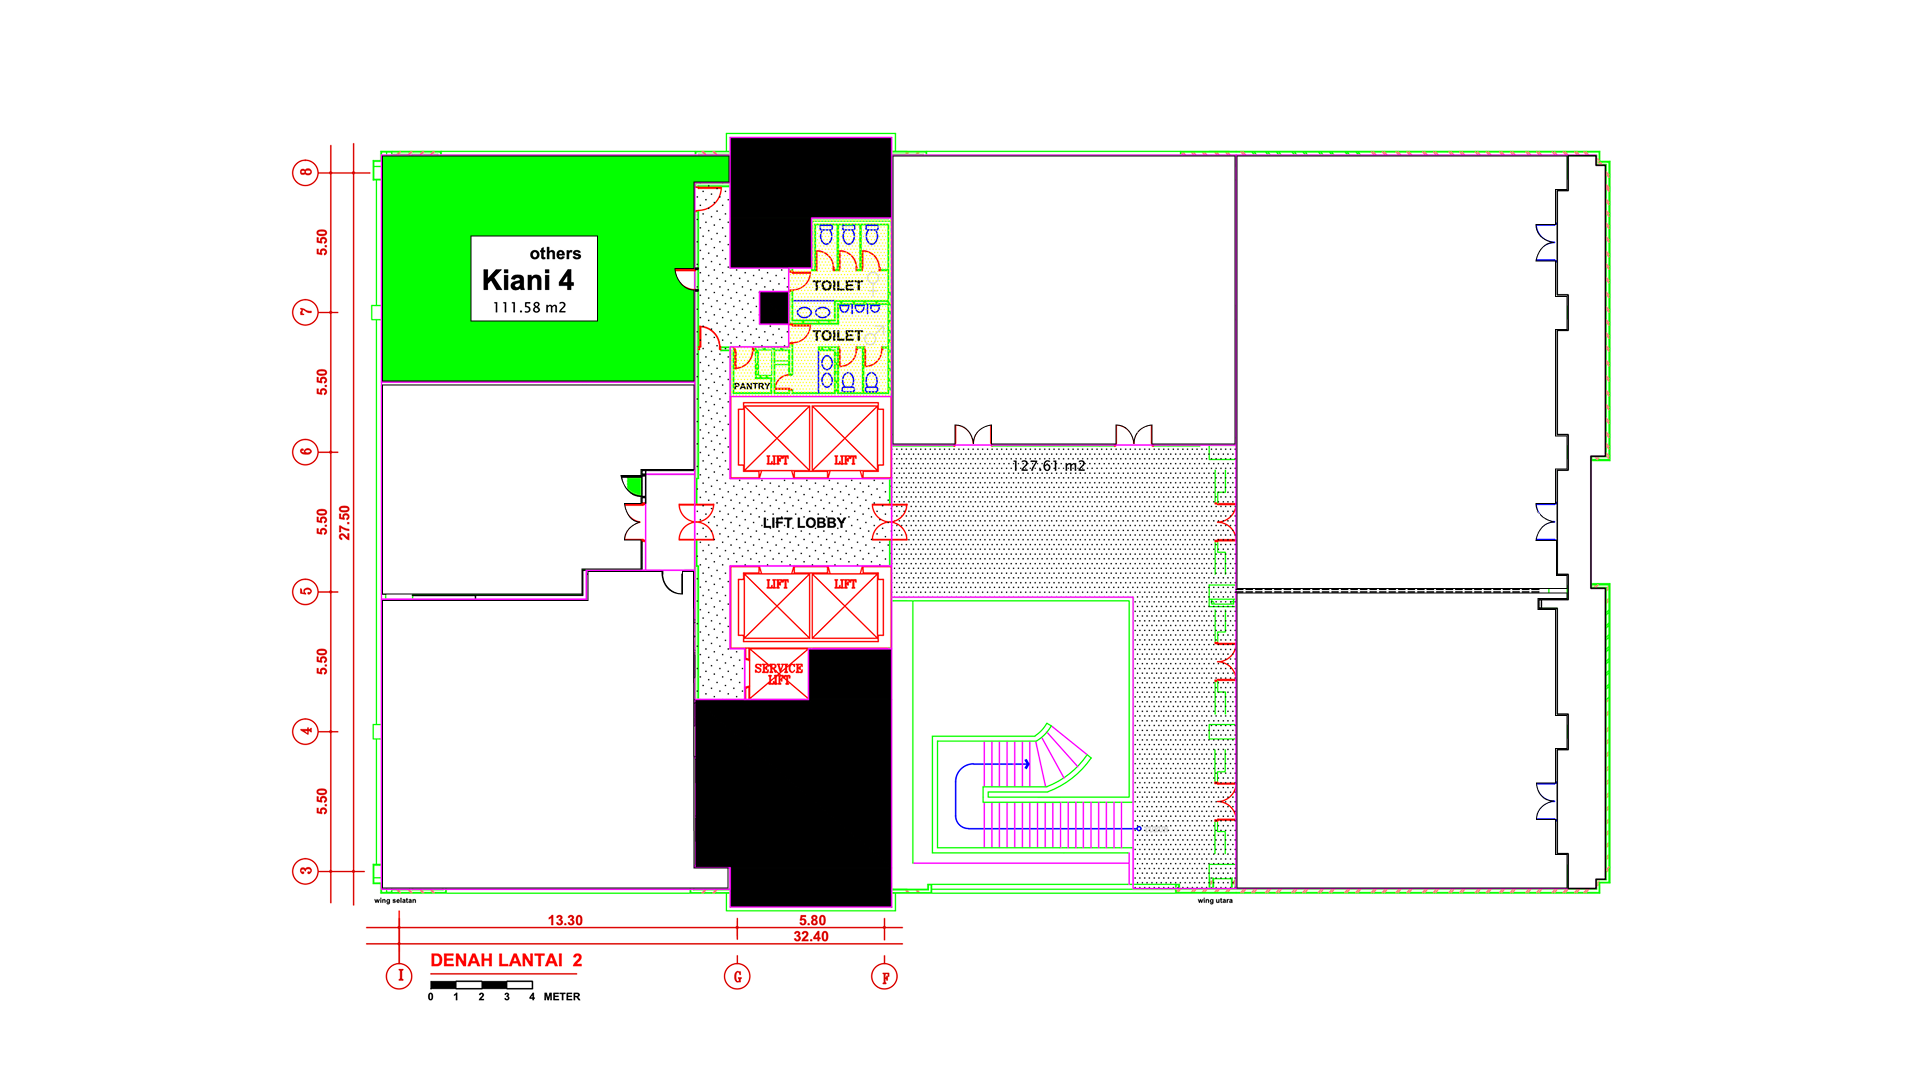 8
5.50
7
5.50
6
5.50
27.50
5
5.50
4
5.50
3
others
Kiani 4
111.58 m2
TOILET
TOILET
PANTRY
LIFT LIFT
127.61 m2
LIFT LOBBY
LIFT LIFT
SERVICE
LIFT
wing selatan
wing utara
13.30
5.80
32.40
DENAH LANTAI 2
I
G
F
0 1 2 3 4 METER